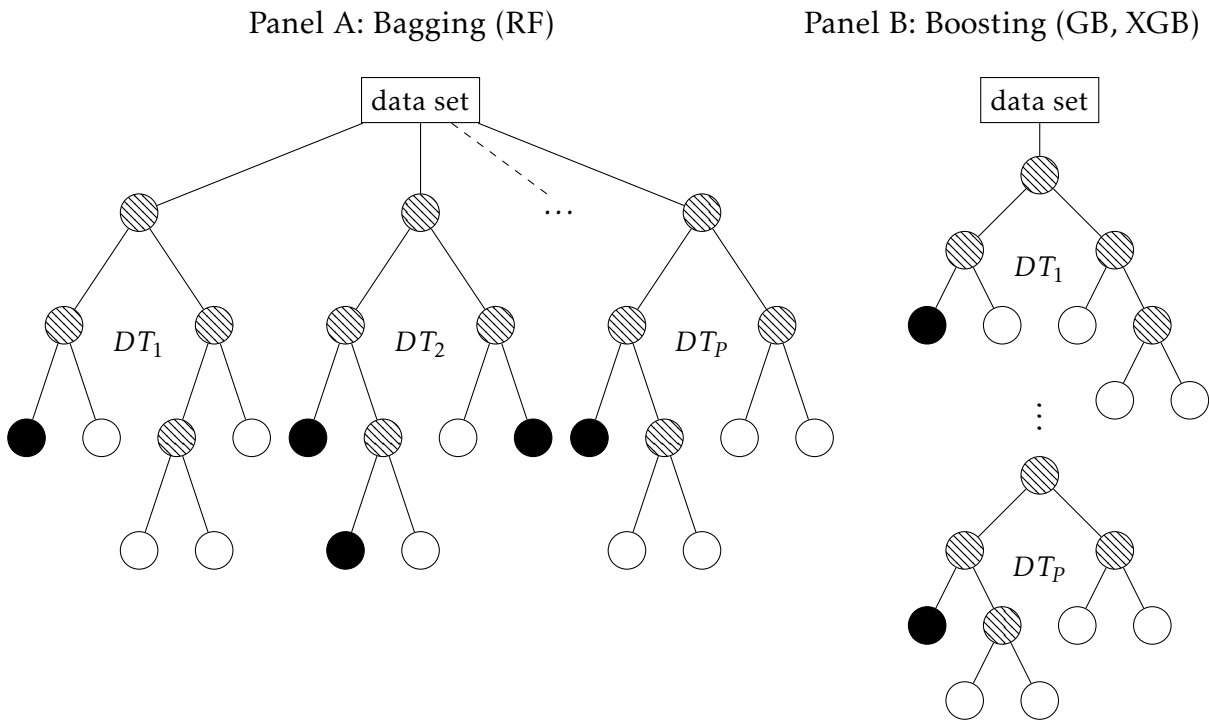 Panel A: Bagging (RF)
data set
...
DT1
DT2
DTP
Panel B: Boosting (GB, XGB)
data set
DT1
⋮
DTP